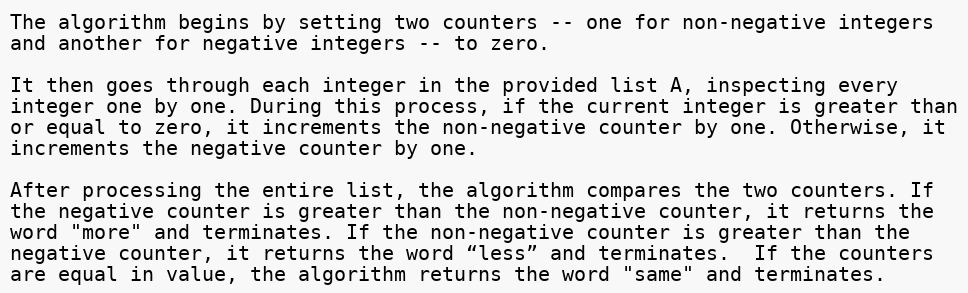 The algorithm begins by setting two counters -- one for non-negative integers
and another for negative integers -- to zero.
It then goes through each integer in the provided list A, inspecting every
integer one by one. During this process, if the current integer is greater than
or equal to zero, it increments the non-negative counter by one. Otherwise, it
increments the negative counter by one.
After processing the entire list, the algorithm compares the two counters. If
the negative counter is greater than the non-negative counter, it returns the
word "more" and terminates. If the non-negative counter is greater than the
negative counter, it returns the word “less” and terminates.  If the counters
are equal in value, the algorithm returns the word "same" and terminates.